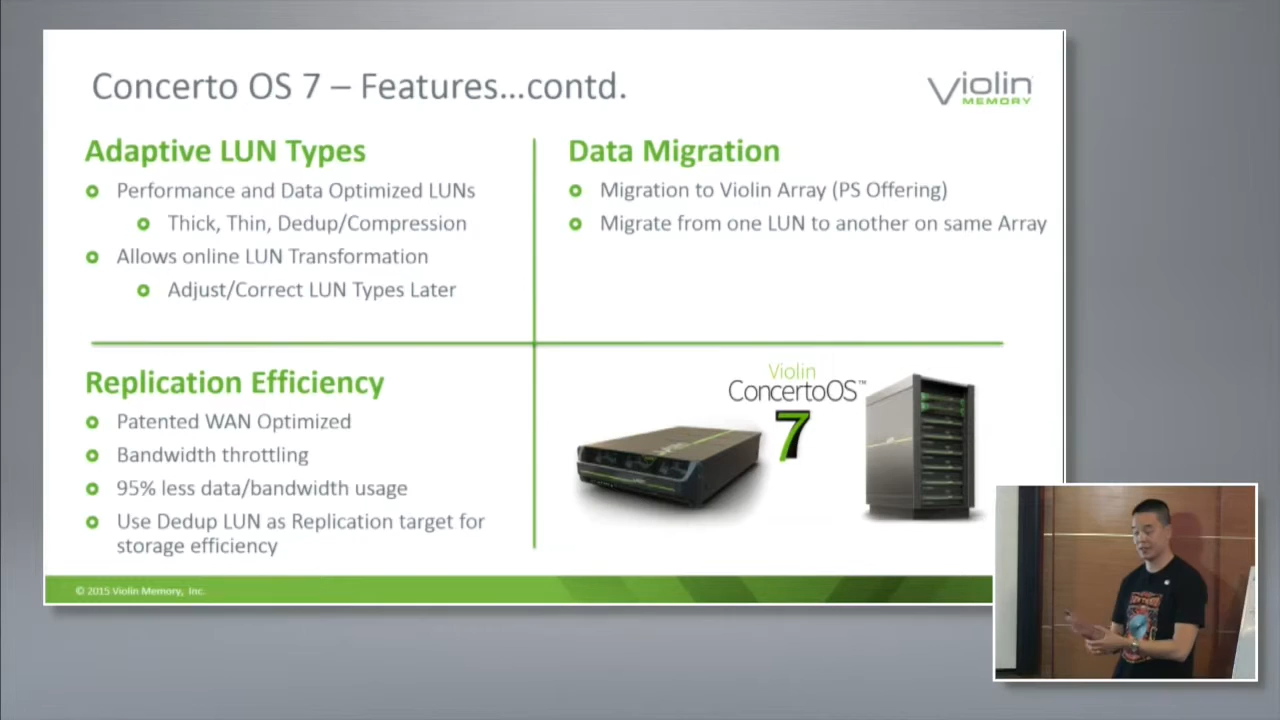 Concerto OS 7 – Features...contd.
Violin
MEMORY
Adaptive LUN Types
Performance and Data Optimized LUNs
Thick, Thin, Dedup/Compression
Allows online LUN Transformation
Adjust/Correct LUN Types Later
Data Migration
Migration to Violin Array (PS Offering)
Migrate from one LUN to another on same Array
Replication Efficiency
Patented WAN Optimized
Bandwidth throttling
95% less data/bandwidth usage
Use Dedup LUN as Replication target for
storage efficiency
Violin
ConcertoOS™
7
© 2015 Violin Memory, Inc.